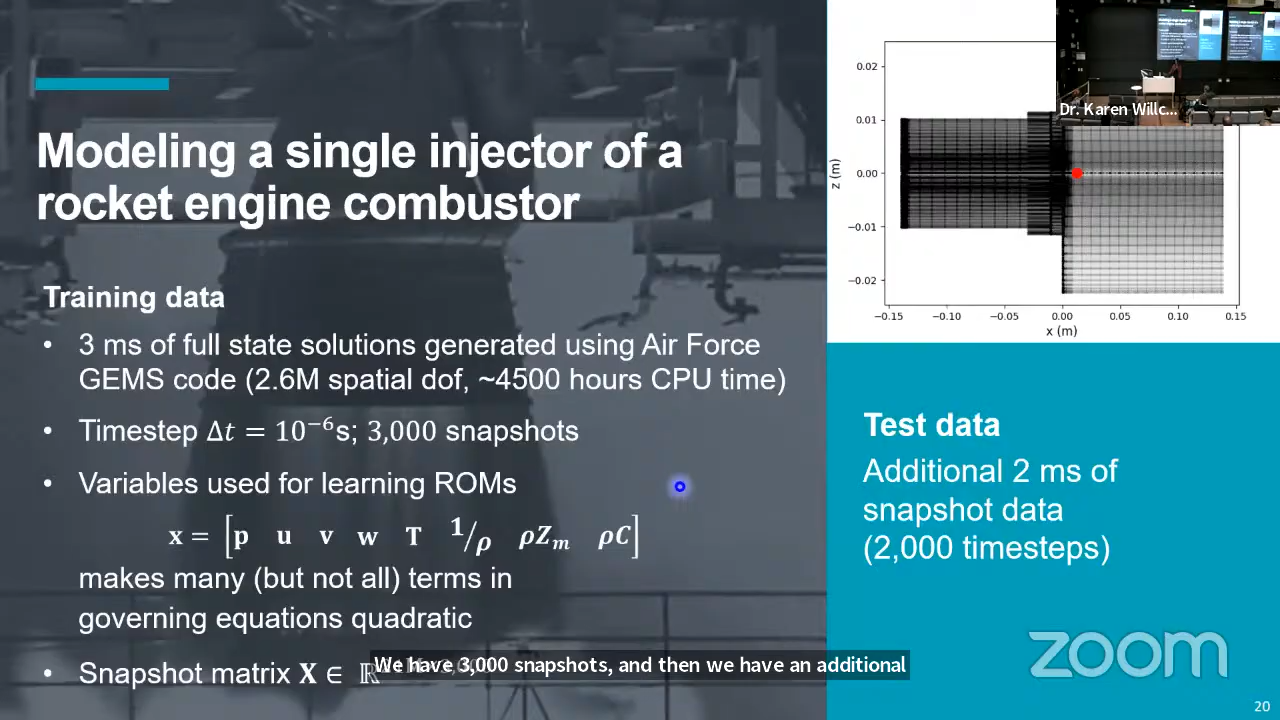 Modeling a single injector of a
rocket engine combustor
Training data
• 3 ms of full state solutions generated using Air Force
GEMS code (2.6M spatial dof, ~4500 hours CPU time)
• Timestep Δt = 10⁻⁶s; 3,000 snapshots
• Variables used for learning ROMs
x = [p u v w T 1/ρ ρZₘ ρC]
makes many (but not all) terms in
governing equations quadratic
• Snapshot matrix X ∈ ℝ
We have 3,000 snapshots, and then we have an additional
Dr. Karen Willc...
0.02
0.01
0.00
−0.01
−0.02
z (m)
−0.15 −0.10 −0.05 0.00 0.05 0.10 0.15
x (m)
Test data
Additional 2 ms of
snapshot data
(2,000 timesteps)
zoom
20